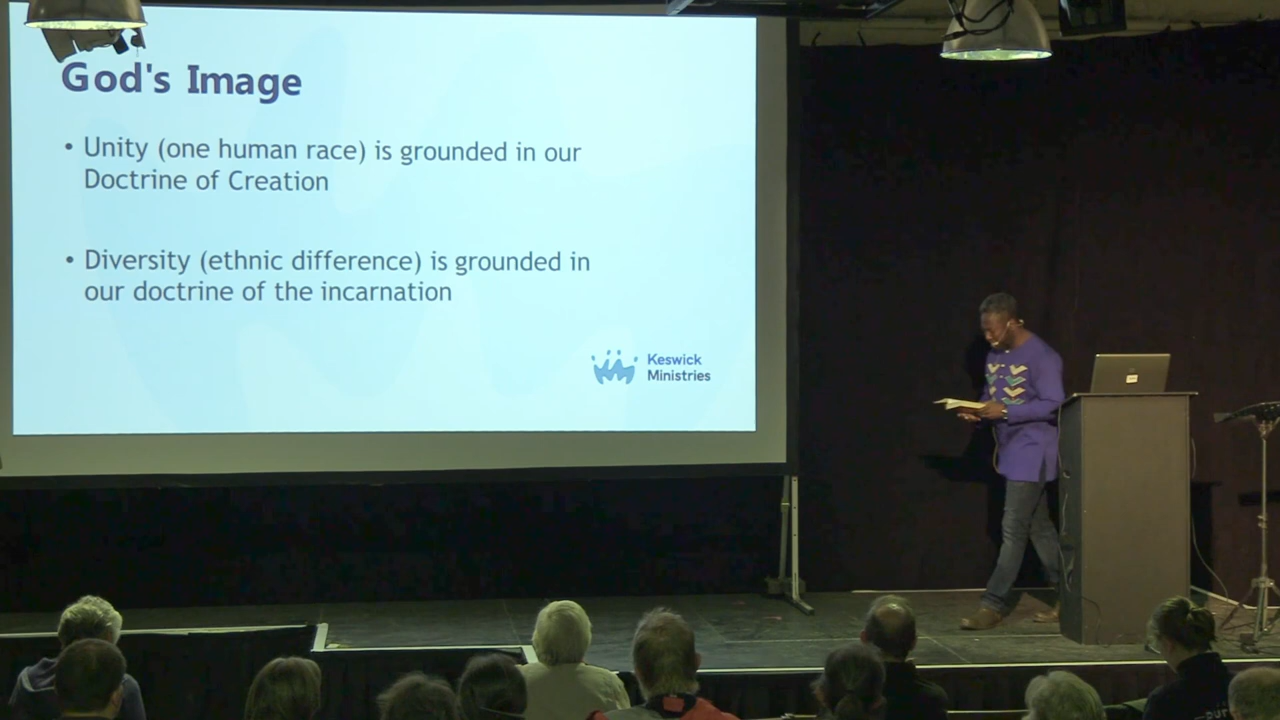 God's Image
• Unity (one human race) is grounded in our
Doctrine of Creation
• Diversity (ethnic difference) is grounded in
our doctrine of the incarnation
Keswick
Ministries